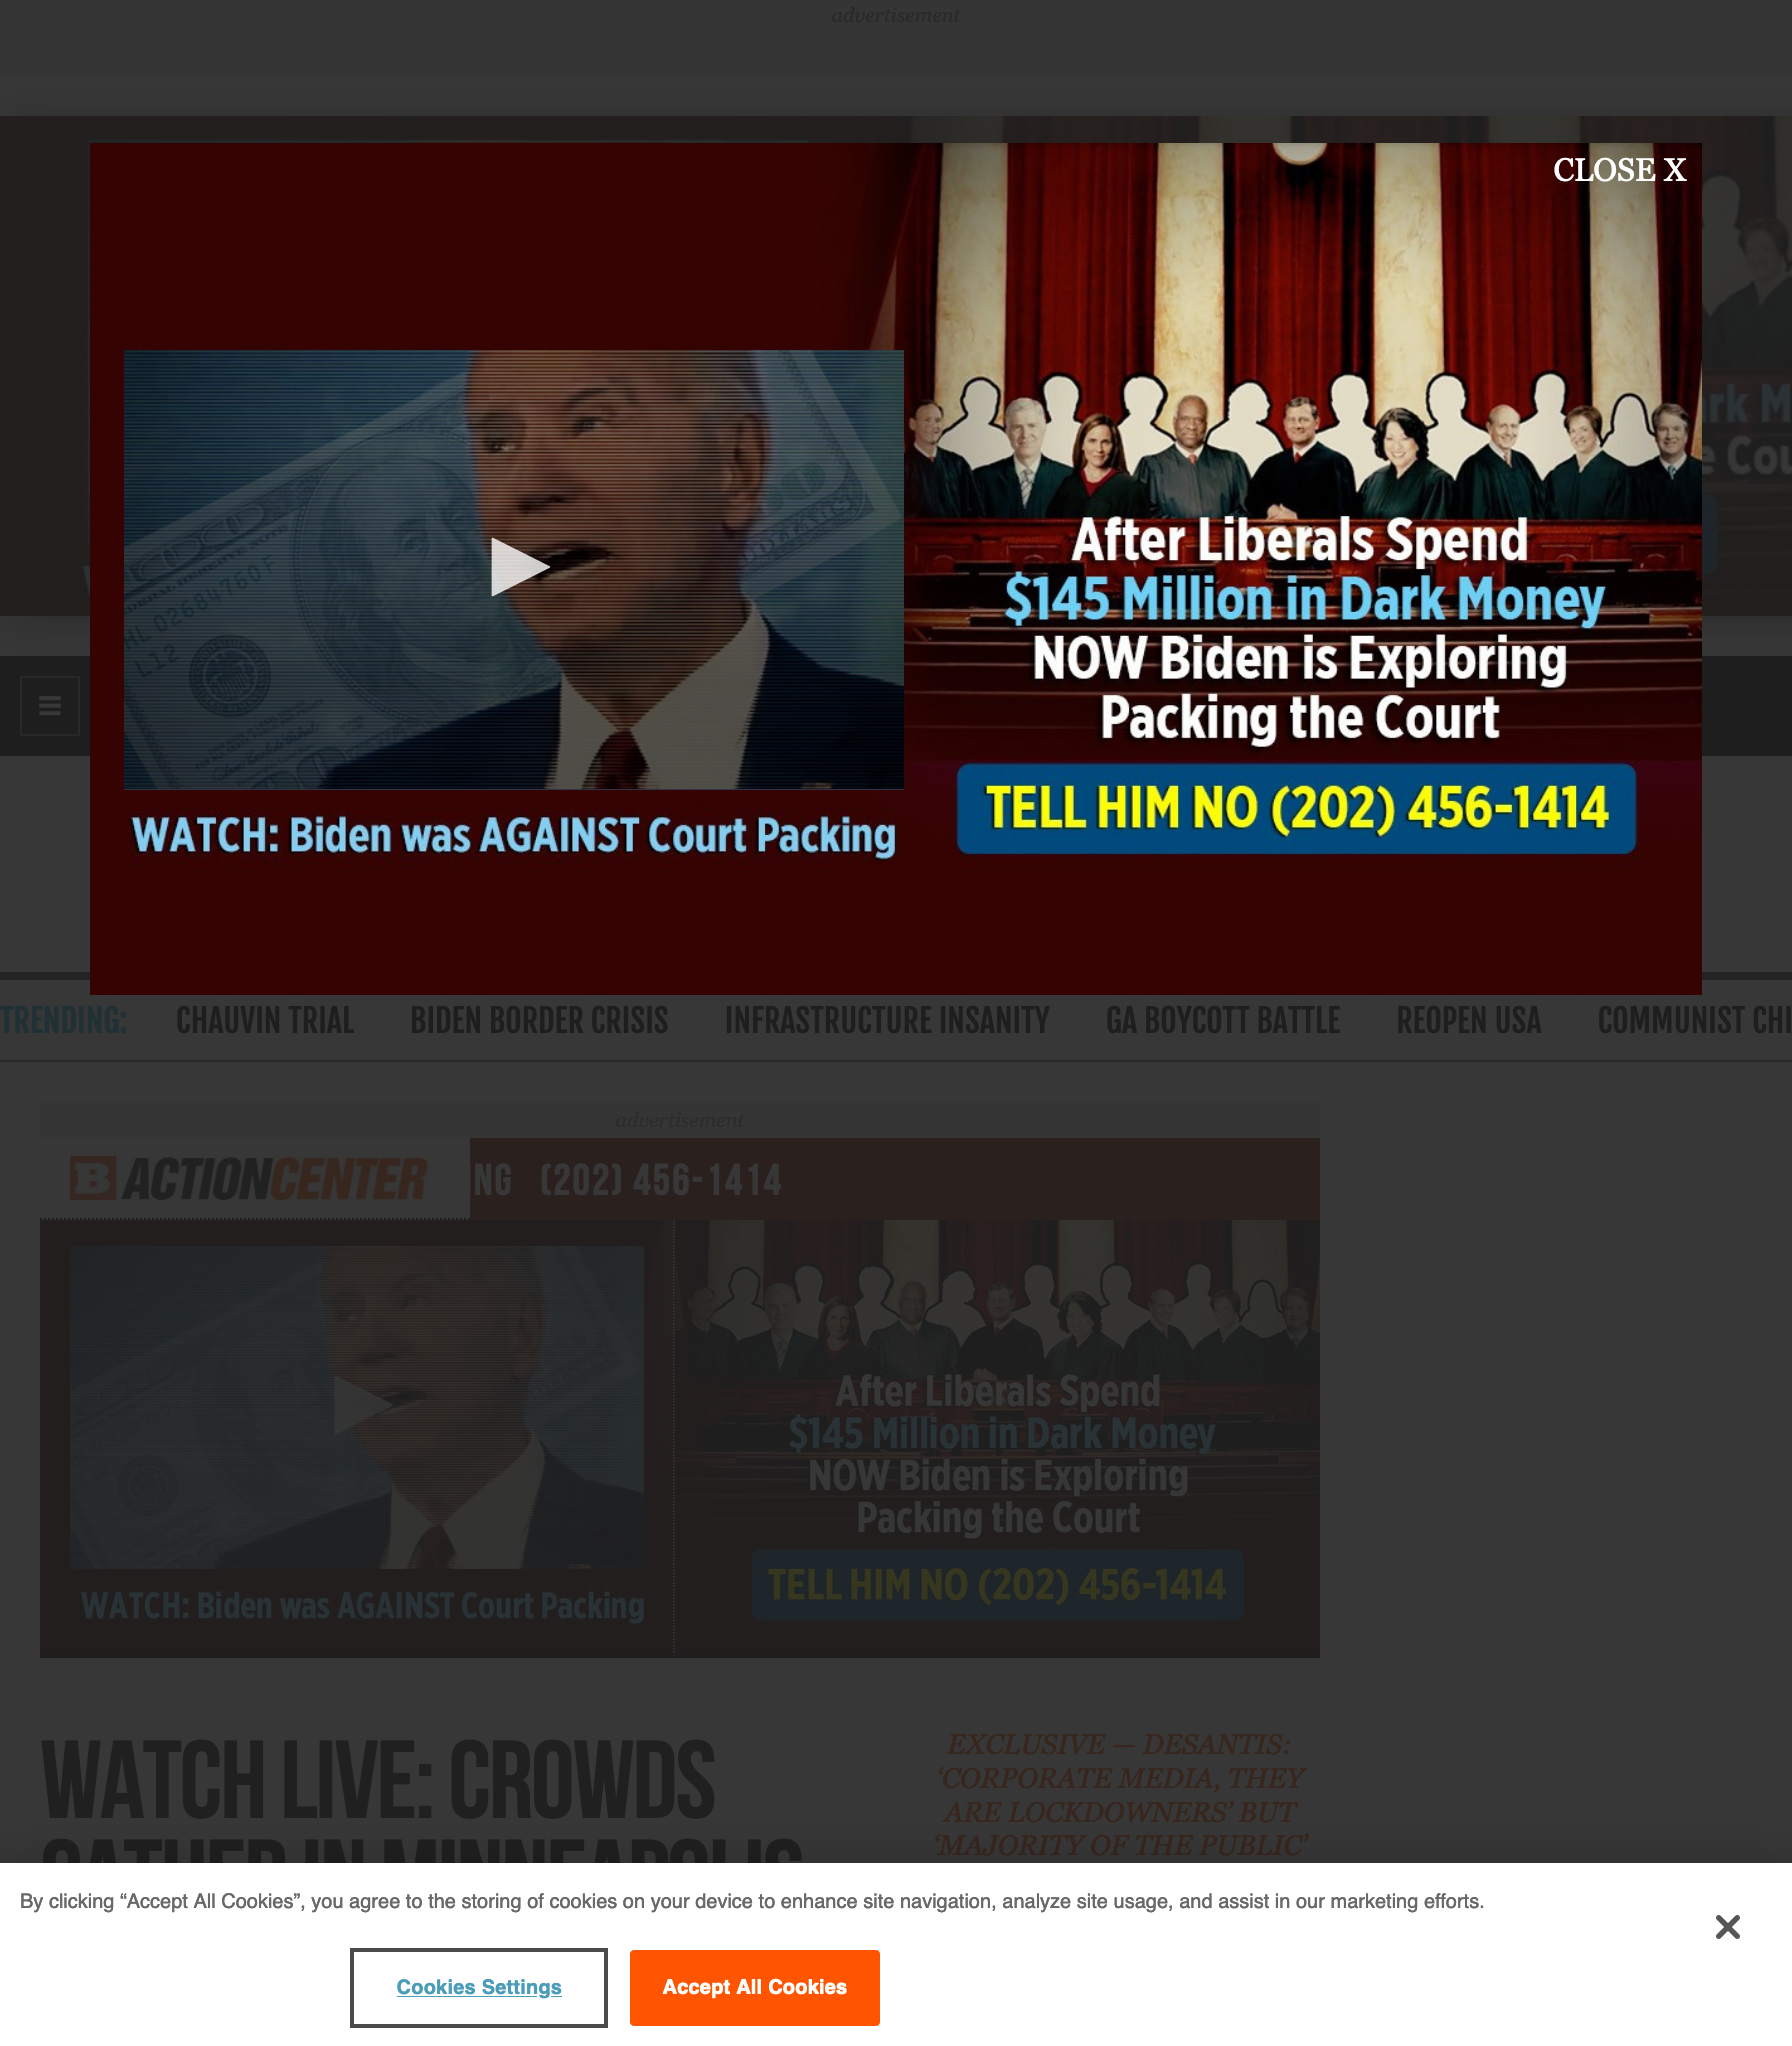 advertisement
CLOSE X
After Liberals Spend
$145 Million in Dark Money
NOW Biden is Exploring
Packing the Court
TELL HIM NO (202) 456-1414
WATCH: Biden was AGAINST Court Packing
rk M
e Cou
TRENDING: CHAUVIN TRIAL BIDEN BORDER CRISIS INFRASTRUCTURE INSANITY GA BOYCOTT BATTLE REOPEN USA COMMUNIST CHI
advertisement
B ACTIONCENTER NG (202) 456-1414
After Liberals Spend
$145 Million in Dark Money
NOW Biden is Exploring
Packing the Court
TELL HIM NO (202) 456-1414
WATCH: Biden was AGAINST Court Packing
WATCH LIVE: CROWDS
GATHER IN MINNEAPOLIS
EXCLUSIVE — DESANTIS:
‘CORPORATE MEDIA, THEY
ARE LOCKDOWNERS’ BUT
‘MAJORITY OF THE PUBLIC’
By clicking “Accept All Cookies”, you agree to the storing of cookies on your device to enhance site navigation, analyze site usage, and assist in our marketing efforts.
Cookies Settings
Accept All Cookies